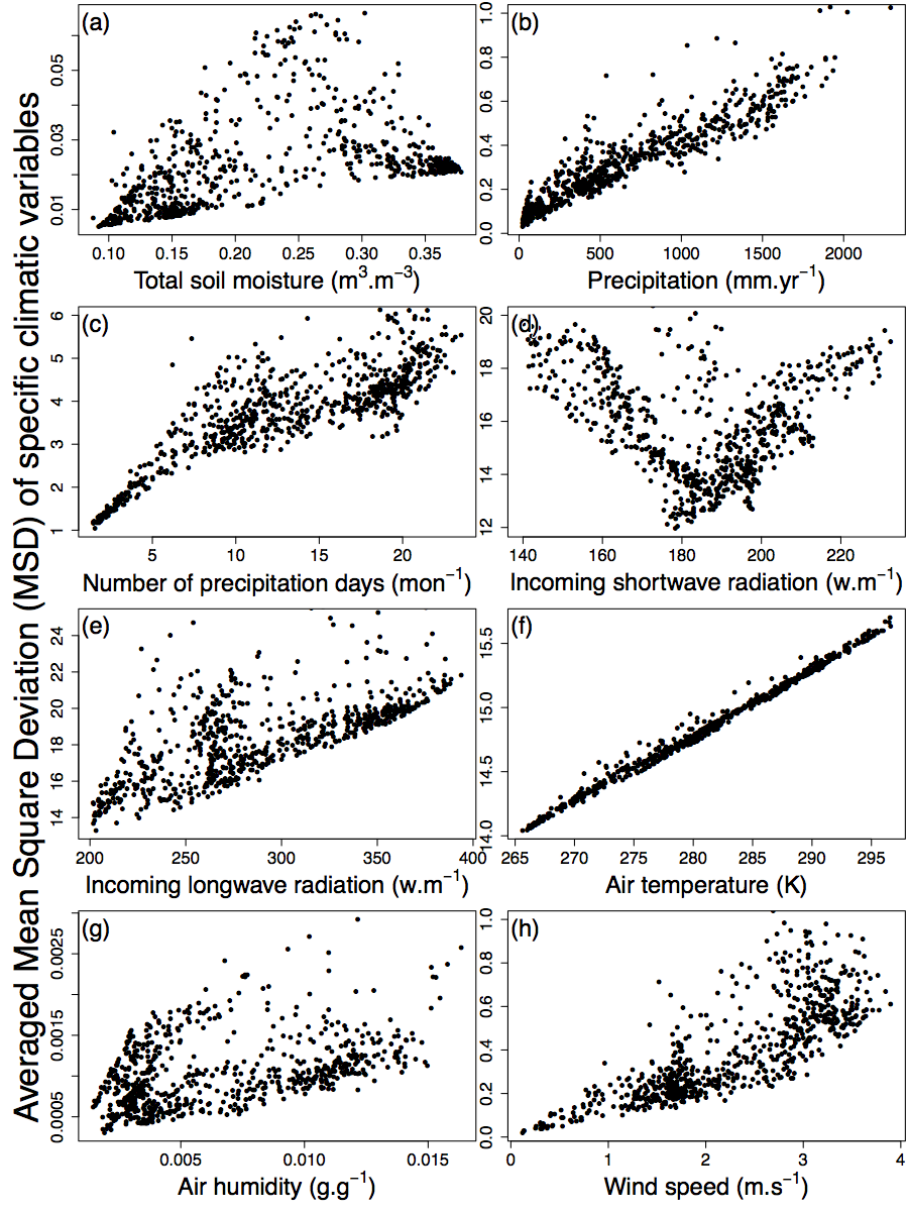 Averaged Mean Square Deviation (MSD) of specific climatic variables
(a)
0.05
0.03
0.01
0.10 0.15 0.20 0.25 0.30 0.35
Total soil moisture (m³.m⁻³)
(b)
1.0
0.8
0.6
0.4
0.2
0.0
0 500 1000 1500 2000
Precipitation (mm.yr⁻¹)
(c)
6
5
4
3
2
1
5 10 15 20
Number of precipitation days (mon⁻¹)
(d)
20
18
16
14
12
140 160 180 200 220
Incoming shortwave radiation (w.m⁻¹)
(e)
24
22
20
18
16
14
200 250 300 350 400
Incoming longwave radiation (w.m⁻¹)
(f)
15.5
15.0
14.5
14.0
265 270 275 280 285 290 295
Air temperature (K)
(g)
0.0025
0.0015
0.0005
0.005 0.010 0.015
Air humidity (g.g⁻¹)
(h)
1.0
0.8
0.6
0.4
0.2
0.0
0 1 2 3 4
Wind speed (m.s⁻¹)